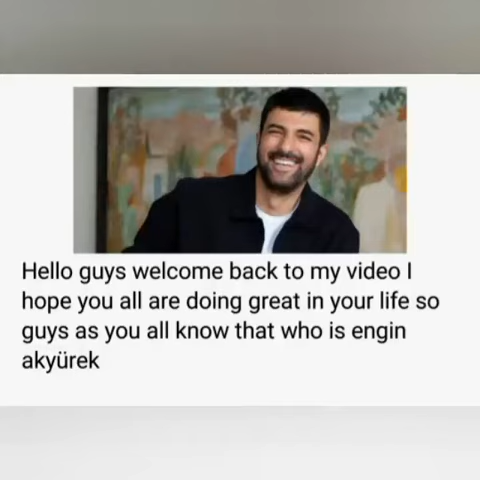 Hello guys welcome back to my video I
hope you all are doing great in your life so
guys as you all know that who is engin
akyürek